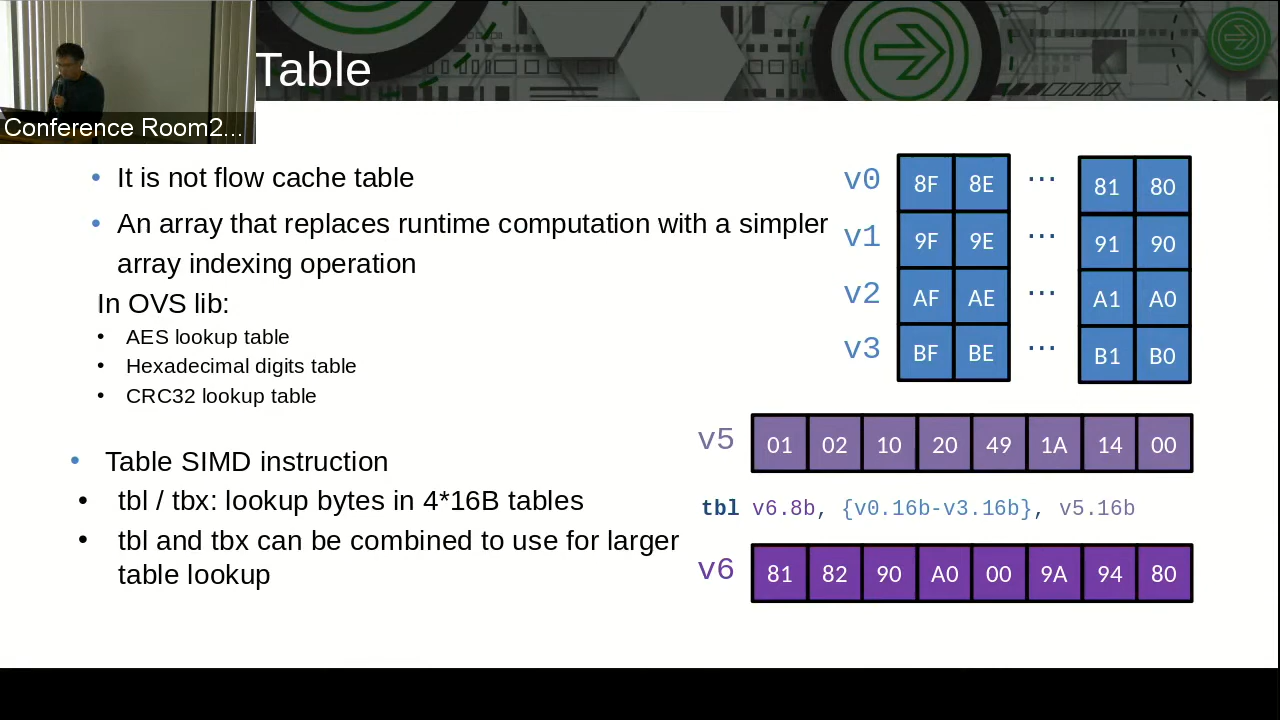 Table
Conference Room2...
• It is not flow cache table
• An array that replaces runtime computation with a simpler
array indexing operation
In OVS lib:
• AES lookup table
• Hexadecimal digits table
• CRC32 lookup table
• Table SIMD instruction
• tbl / tbx: lookup bytes in 4*16B tables
• tbl and tbx can be combined to use for larger
table lookup
v0 8F 8E ... 81 80
v1 9F 9E ... 91 90
v2 AF AE ... A1 A0
v3 BF BE ... B1 B0
v5 01 02 10 20 49 1A 14 00
tbl v6.8b, {v0.16b-v3.16b}, v5.16b
v6 81 82 90 A0 00 9A 94 80